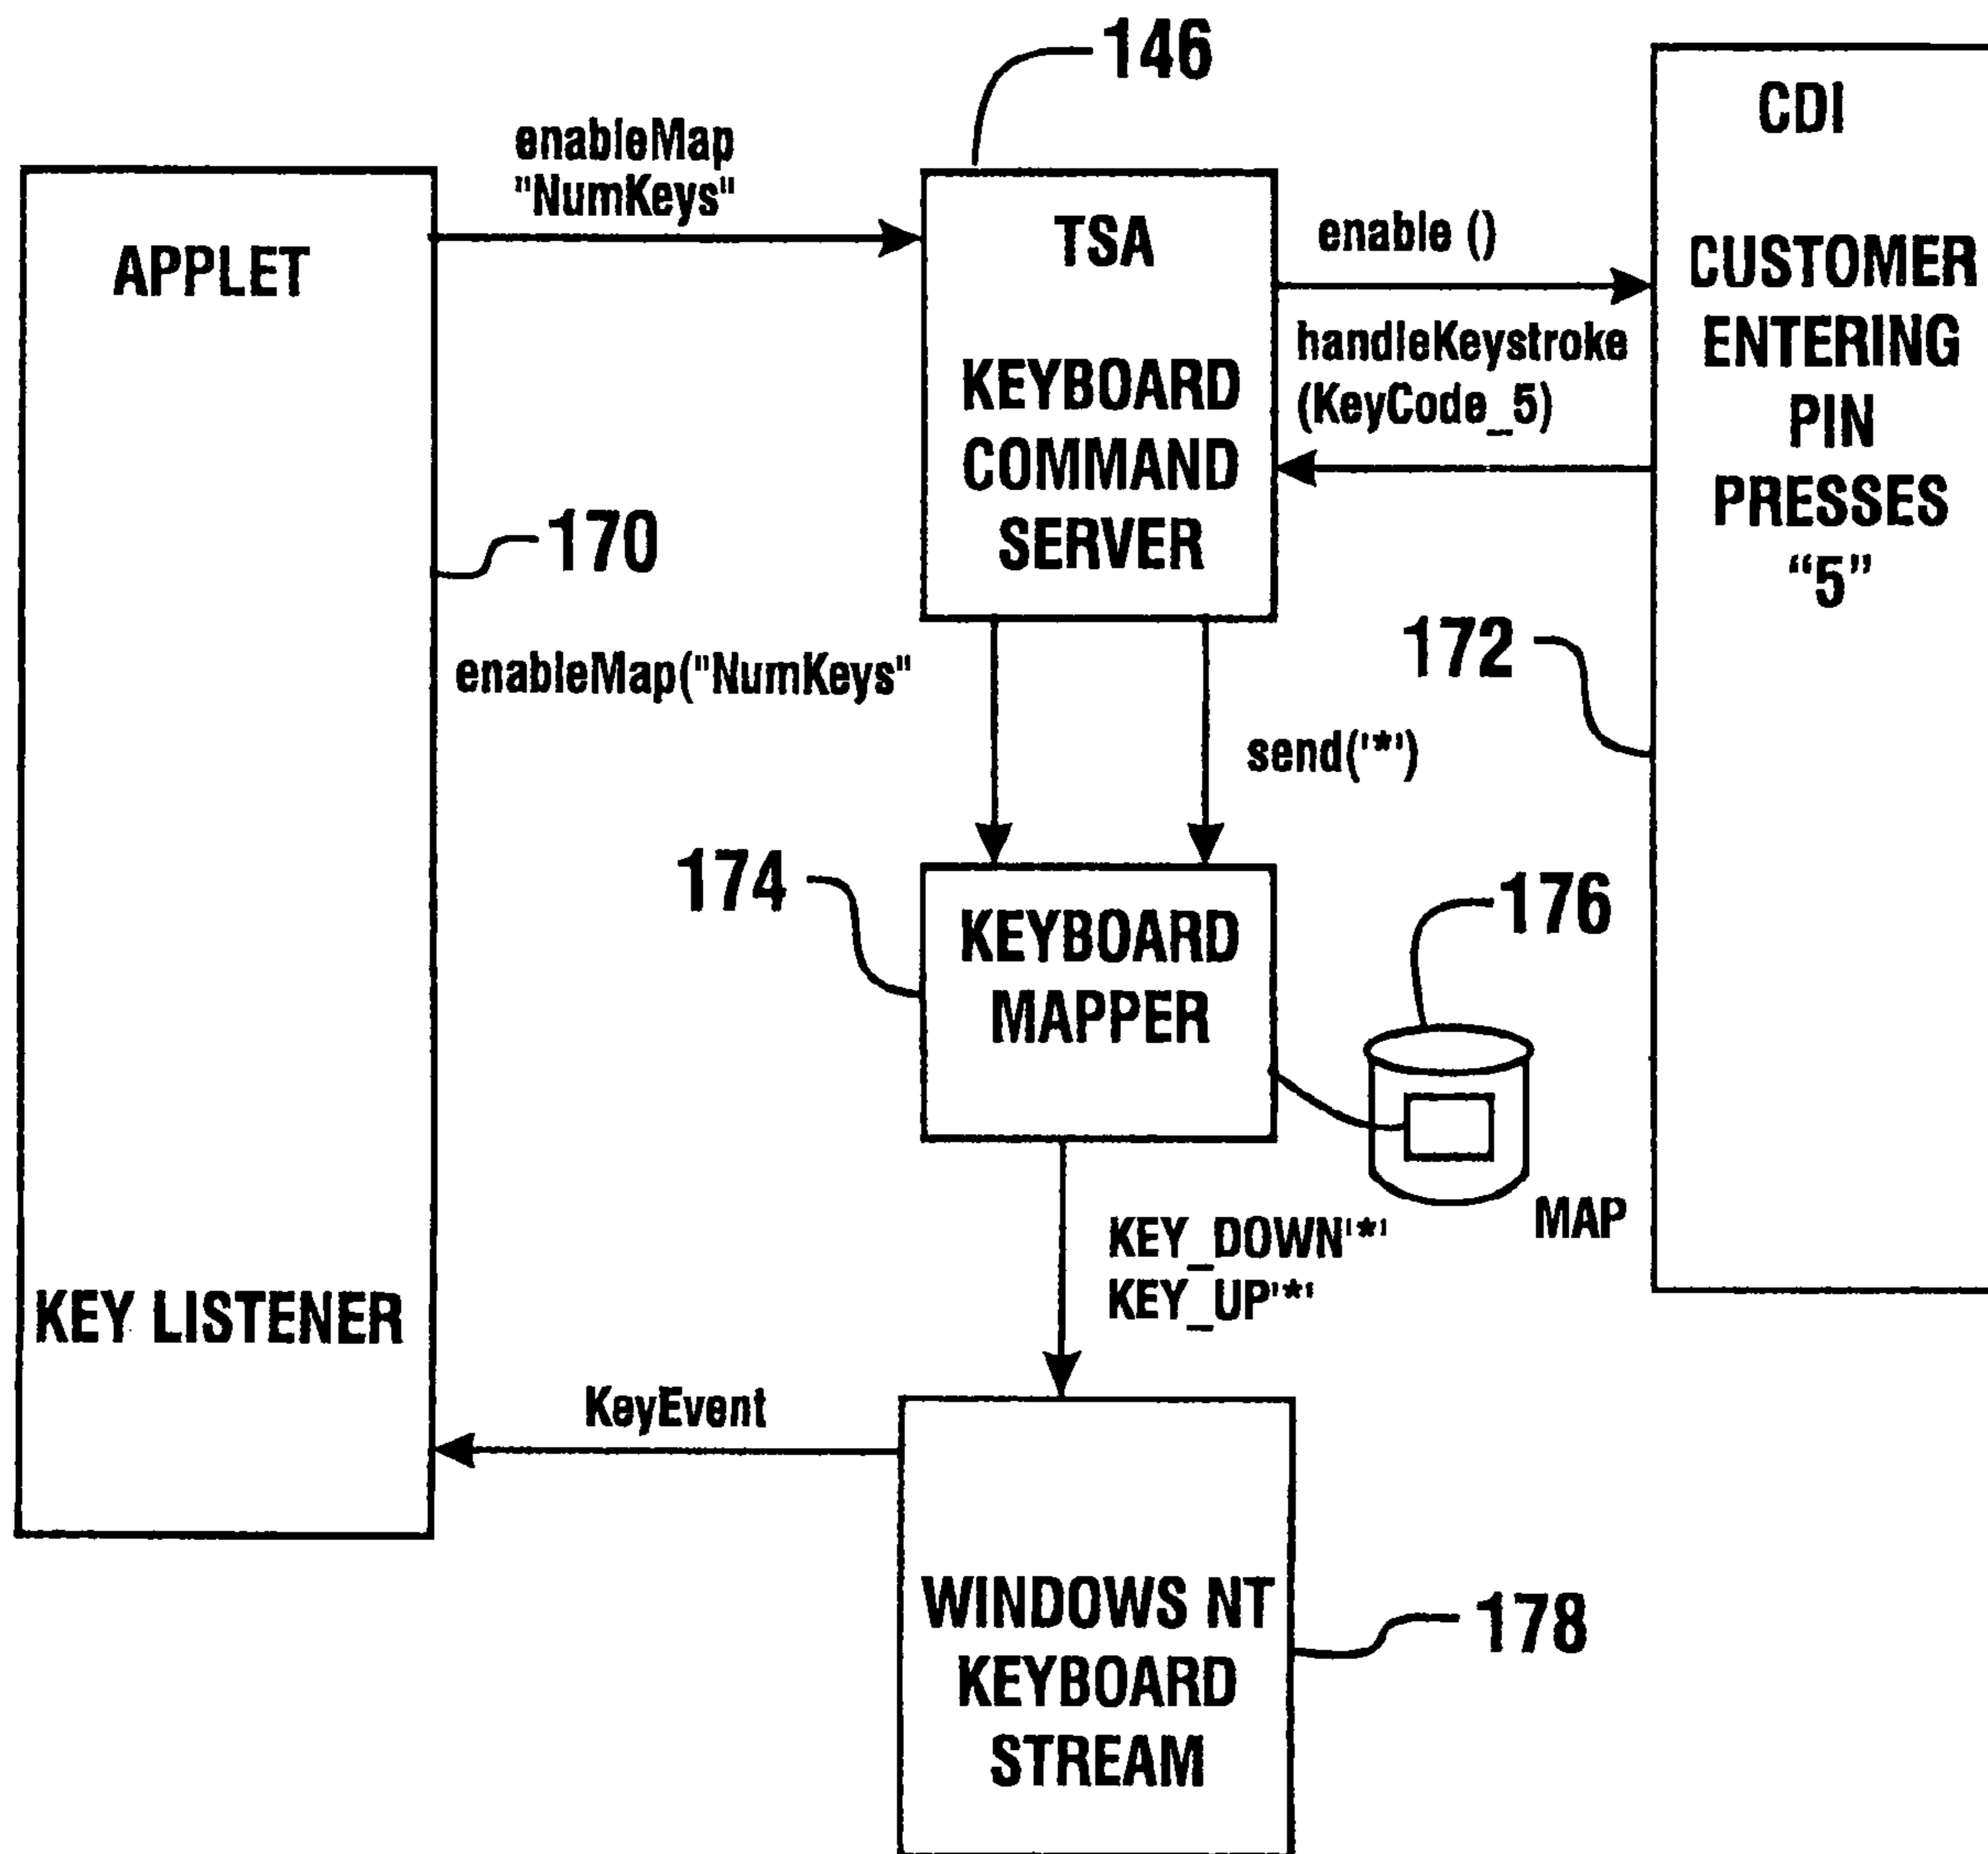 146
CDI
enableMap
"NumKeys"
APPLET
TSA
enable ()
CUSTOMER
ENTERING
PIN
PRESSES
“5”
handleKeystroke
(KeyCode_5)
KEYBOARD
COMMAND
SERVER
170
172
enableMap("NumKeys"
send('*')
174
176
KEYBOARD
MAPPER
MAP
KEY_DOWN'*'
KEY_UP'*'
KEY LISTENER
KeyEvent
WINDOWS NT
KEYBOARD
STREAM
178